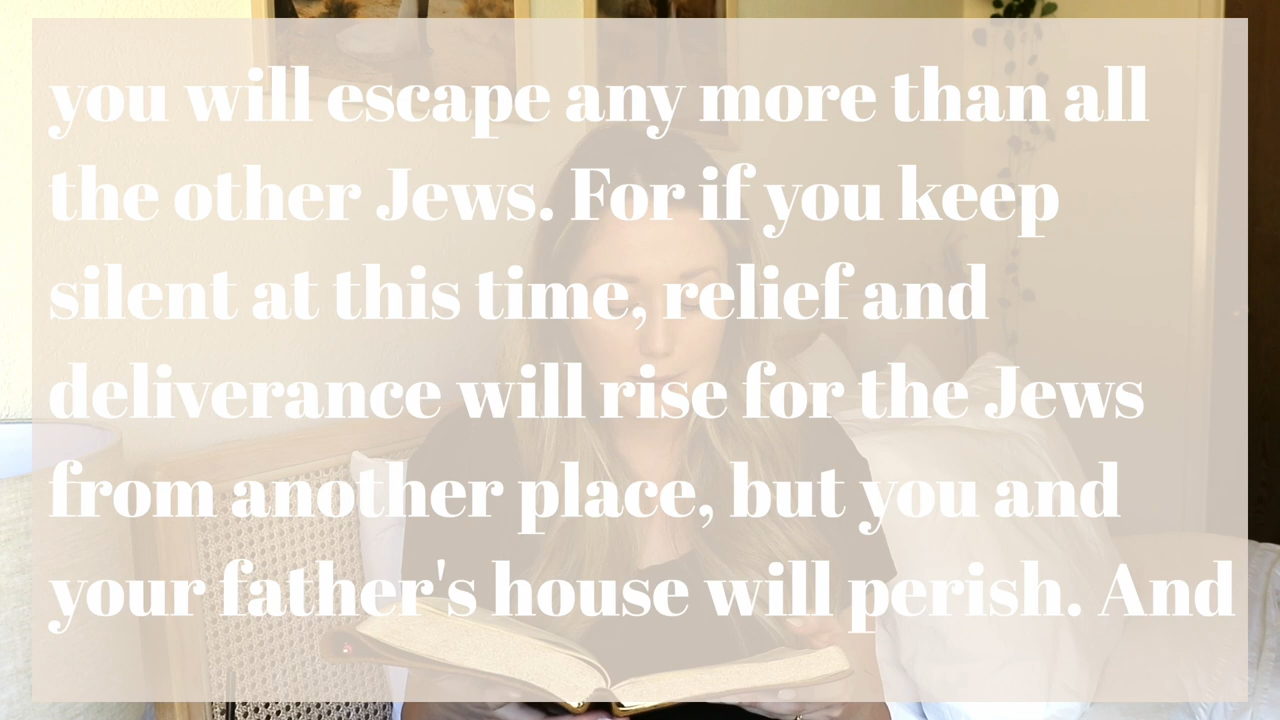 you will escape any more than all
the other Jews. For if you keep
silent at this time, relief and
deliverance will rise for the Jews
from another place, but you and
your father's house will perish. And